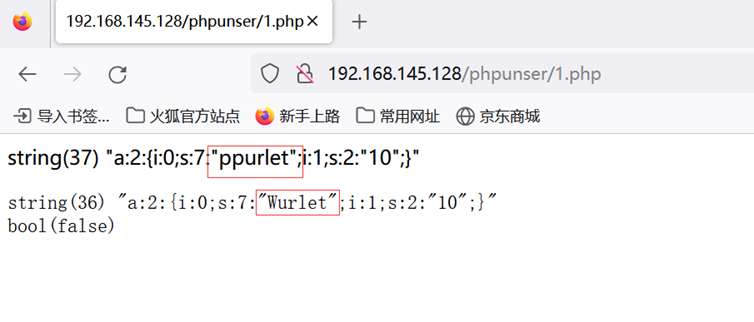 192.168.145.128/phpunser/1.php
192.168.145.128/phpunser/1.php
导入书签... 火狐官方站点 新手上路 常用网址 京东商城
string(37) "a:2:{i:0;s:7:"ppurlet";i:1;s:2:"10";}"
string(36) "a:2:{i:0;s:7:"Wurlet";i:1;s:2:"10";}"
bool(false)